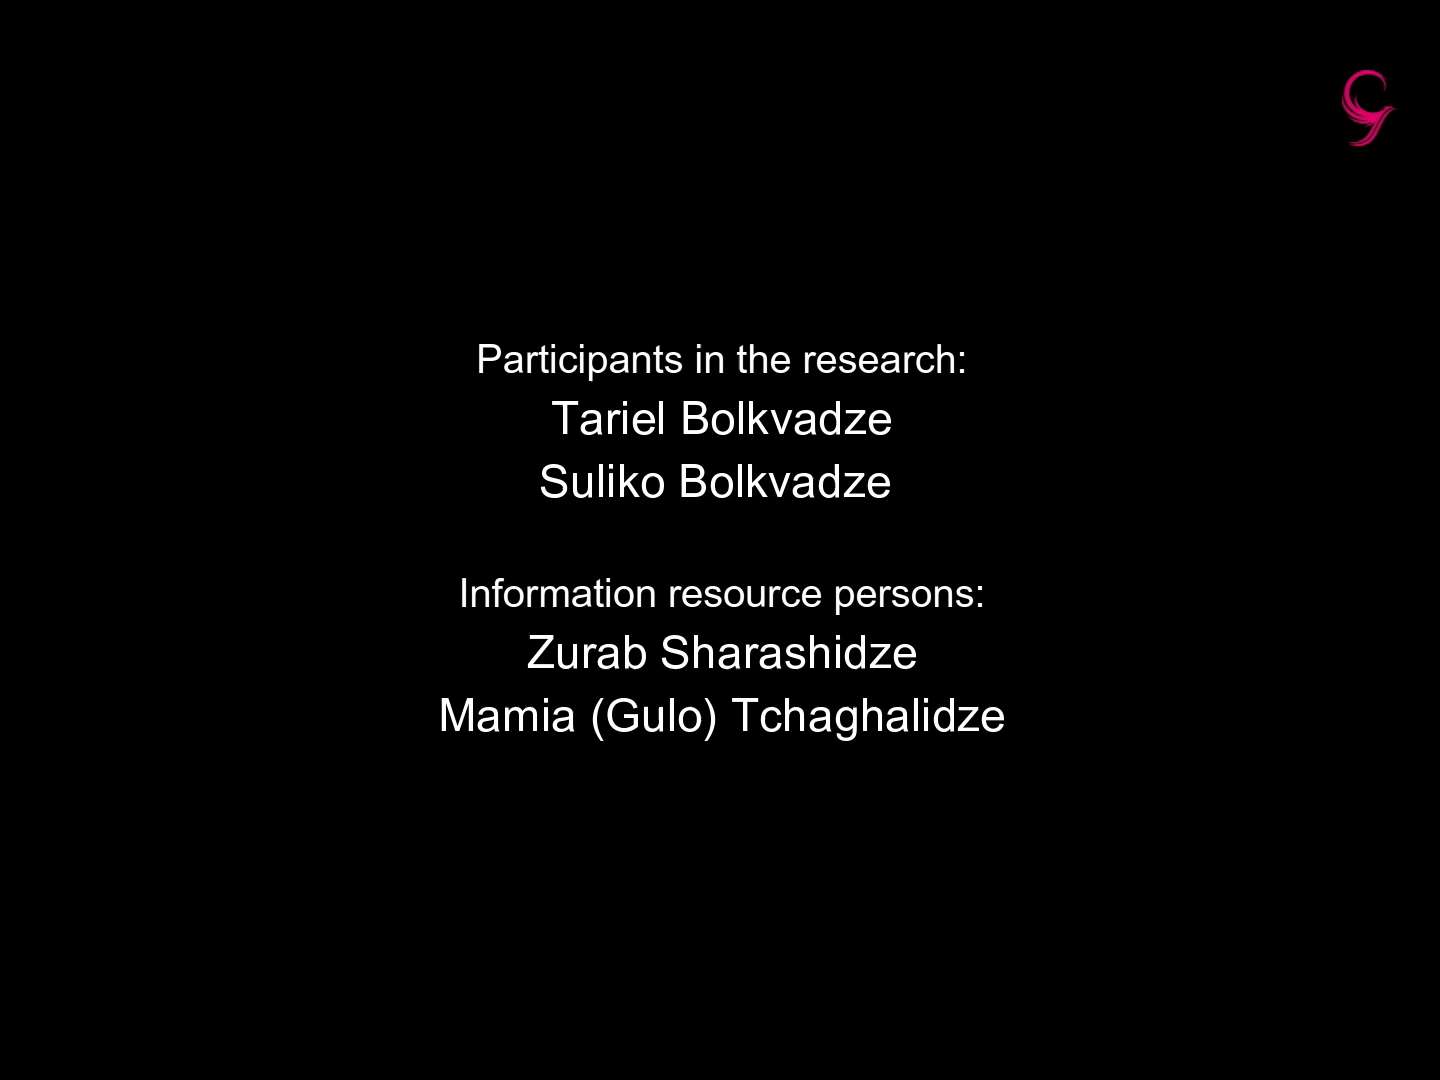 Participants in the research:
Tariel Bolkvadze
Suliko Bolkvadze
Information resource persons:
Zurab Sharashidze
Mamia (Gulo) Tchaghalidze